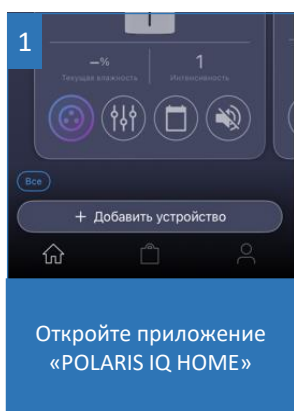 1
–% 1
Текущая влажность Интенсивность
Все
+ Добавить устройство
Откройте приложение
«POLARIS IQ HOME»